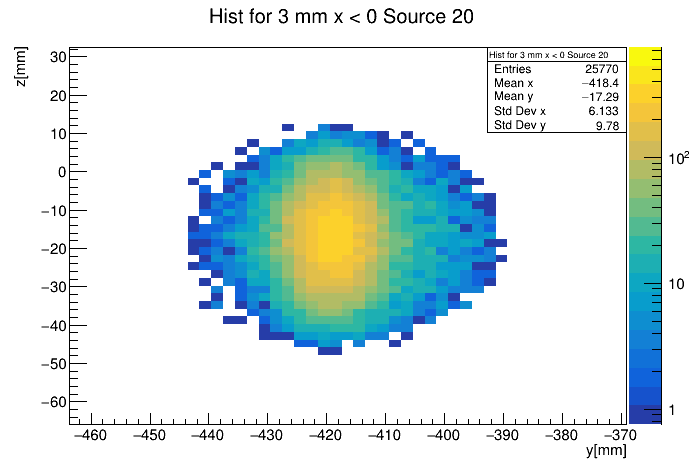 Hist for 3 mm x < 0 Source 20
z[mm]
30
20
10
0
−10
−20
−30
−40
−50
−60
Hist for 3 mm x < 0 Source 20
Entries 25770
Mean x −418.4
Mean y −17.29
Std Dev x 6.133
Std Dev y 9.78
10²
10
1
−460 −450 −440 −430 −420 −410 −400 −390 −380 −370
y[mm]